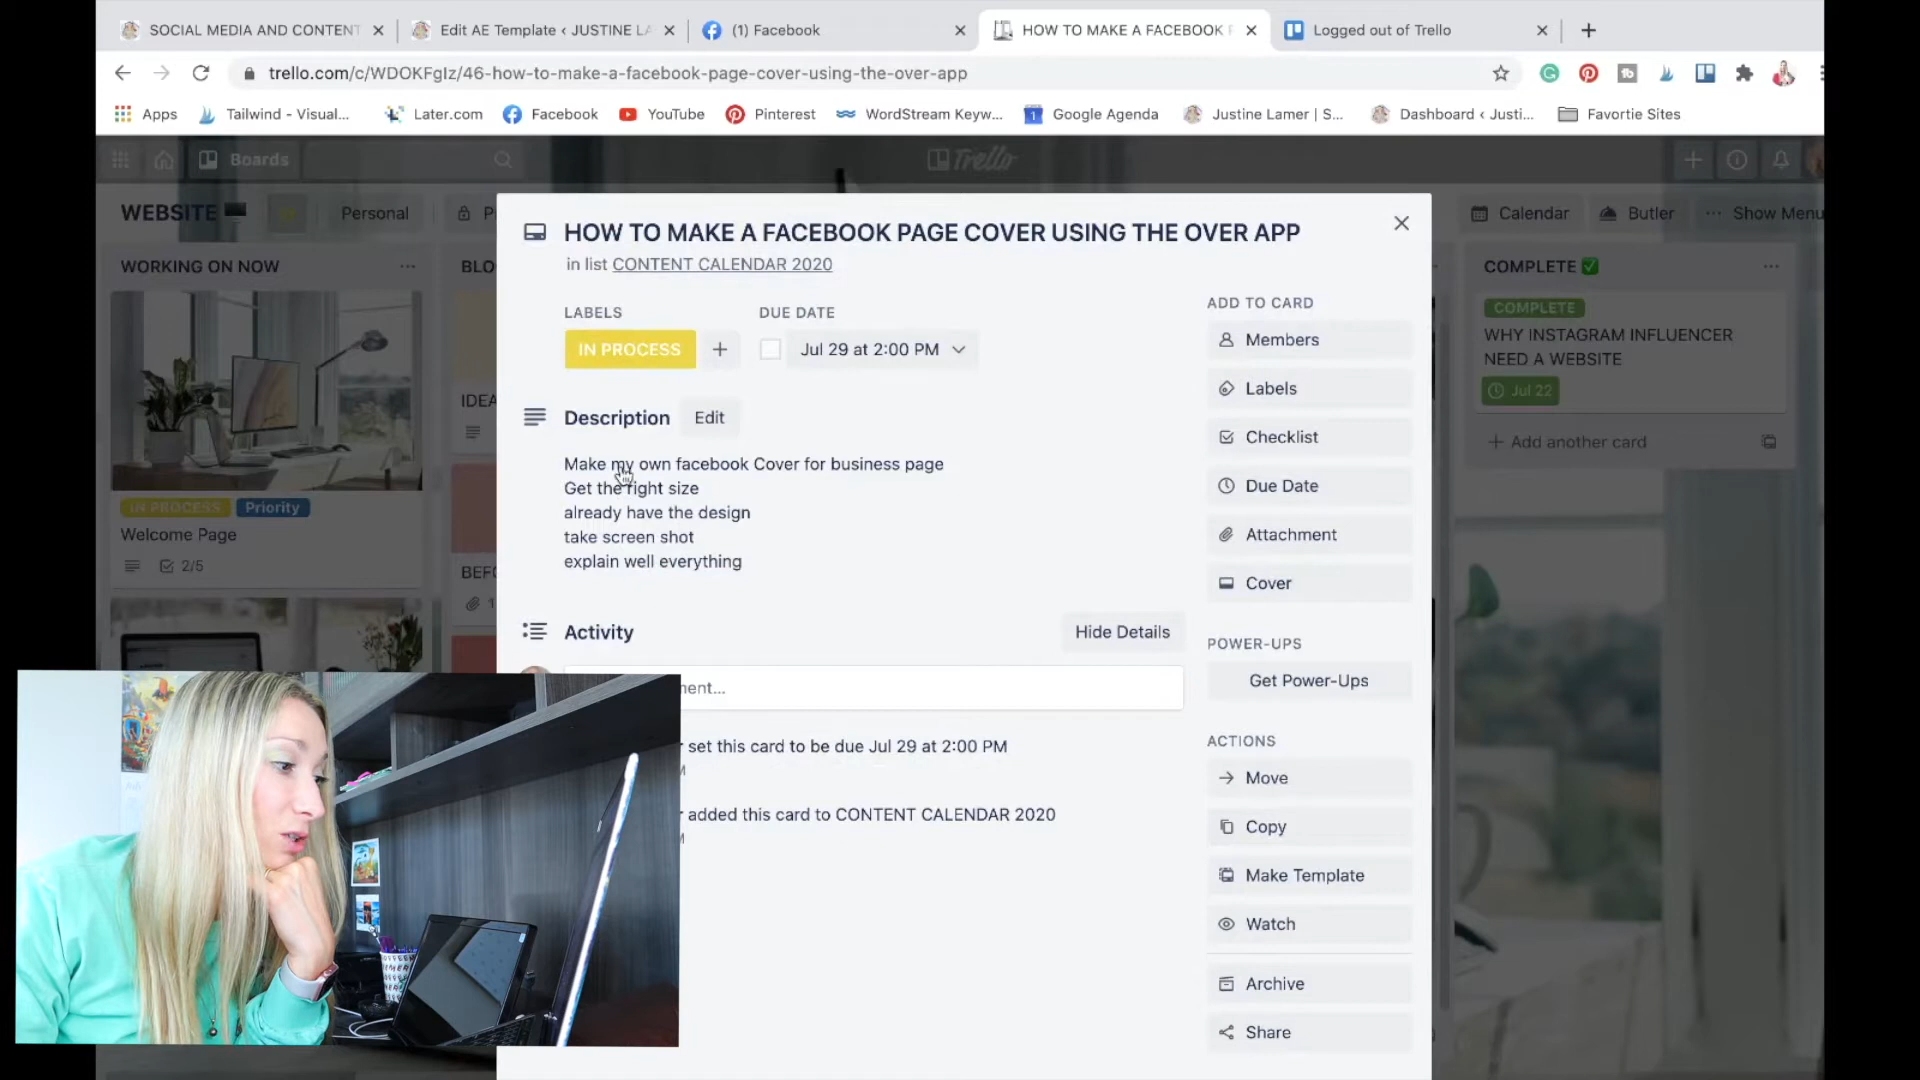 SOCIAL MEDIA AND CONTENT
Edit AE Template ‹ JUSTINE LA
(1) Facebook
HOW TO MAKE A FACEBOOK P
Logged out of Trello
trello.com/c/WDOKFgIz/46-how-to-make-a-facebook-page-cover-using-the-over-app
Apps
Tailwind - Visual...
Later.com
Facebook
YouTube
Pinterest
WordStream Keyw...
Google Agenda
Justine Lamer | S...
Dashboard ‹ Justi...
Favortie Sites
Boards
Trello
WEBSITE
Personal
Calendar
Butler
Show Menu
WORKING ON NOW
BLO
IN PROCESS
Priority
Welcome Page
2/5
IDEA
BEF
HOW TO MAKE A FACEBOOK PAGE COVER USING THE OVER APP
in list CONTENT CALENDAR 2020
LABELS
DUE DATE
IN PROCESS
Jul 29 at 2:00 PM
Description
Edit
Make my own facebook Cover for business page
Get the right size
already have the design
take screen shot
explain well everything
Activity
Hide Details
ent...
set this card to be due Jul 29 at 2:00 PM
added this card to CONTENT CALENDAR 2020
ADD TO CARD
Members
Labels
Checklist
Due Date
Attachment
Cover
POWER-UPS
Get Power-Ups
ACTIONS
Move
Copy
Make Template
Watch
Archive
Share
COMPLETE ✅
COMPLETE
WHY INSTAGRAM INFLUENCER
NEED A WEBSITE
Jul 22
+ Add another card